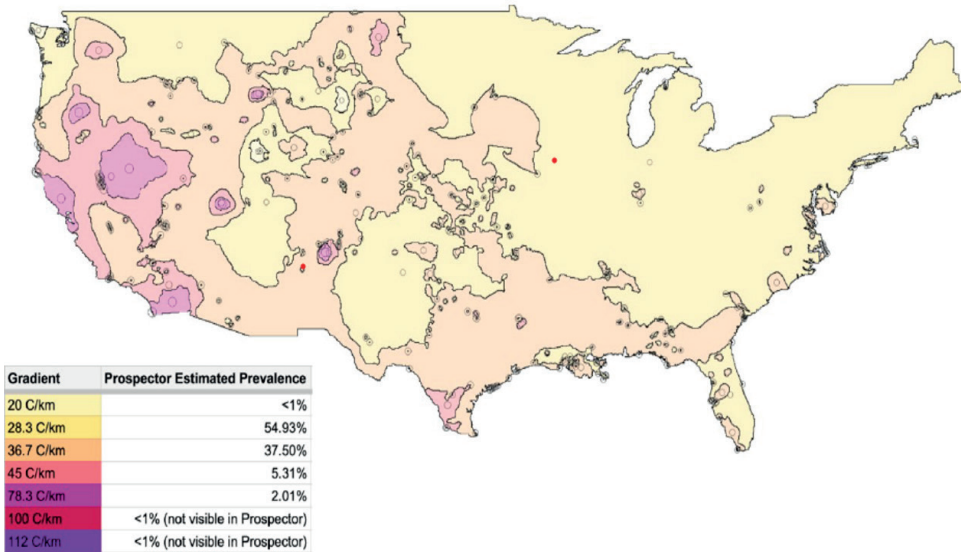 Gradient Prospector Estimated Prevalence
20 C/km <1%
28.3 C/km 54.93%
36.7 C/km 37.50%
45 C/km 5.31%
78.3 C/km 2.01%
100 C/km <1% (not visible in Prospector)
112 C/km <1% (not visible in Prospector)